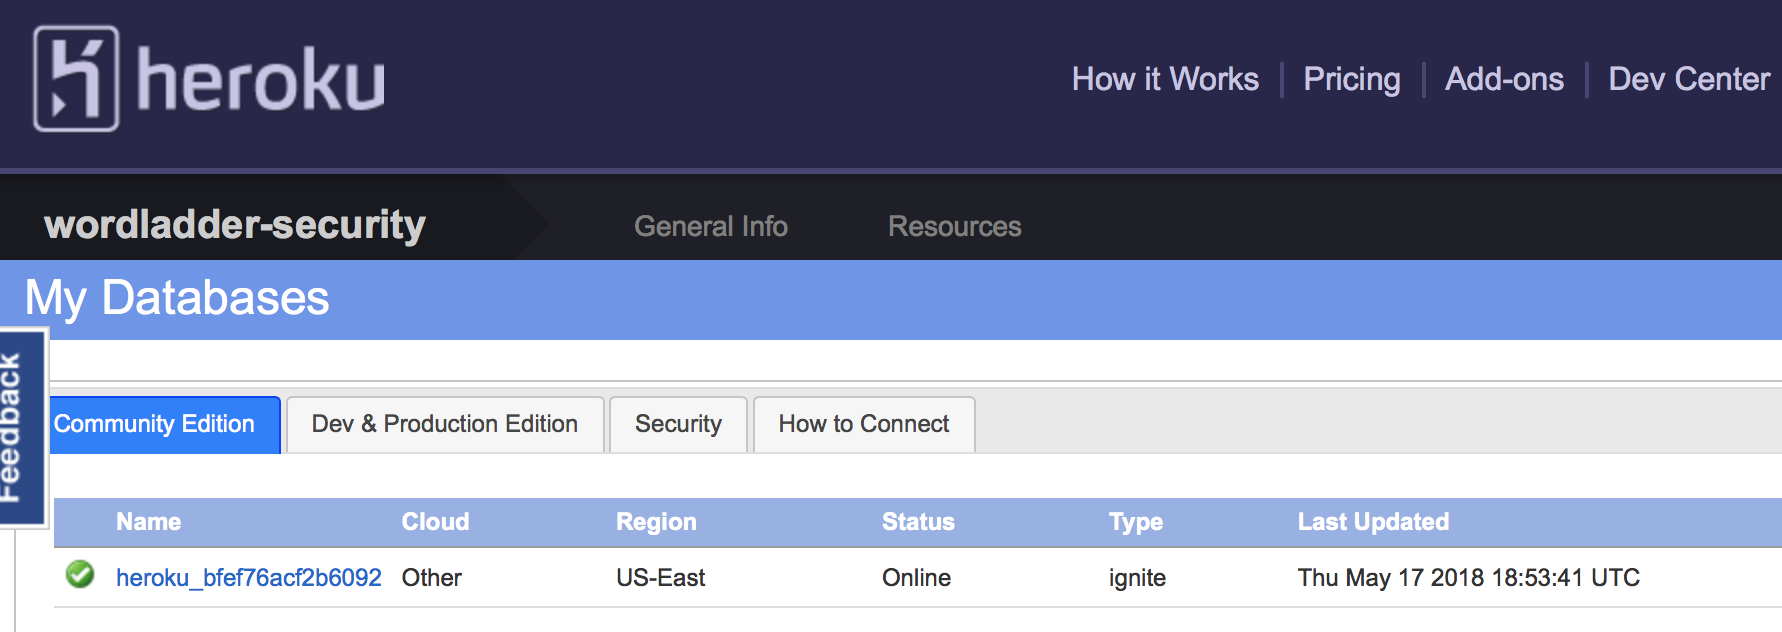 heroku
How it Works Pricing Add-ons Dev Center
wordladder-security General Info Resources
My Databases
Feedback
Community Edition Dev & Production Edition Security How to Connect
Name Cloud Region Status Type Last Updated
heroku_bfef76acf2b6092 Other US-East Online ignite Thu May 17 2018 18:53:41 UTC